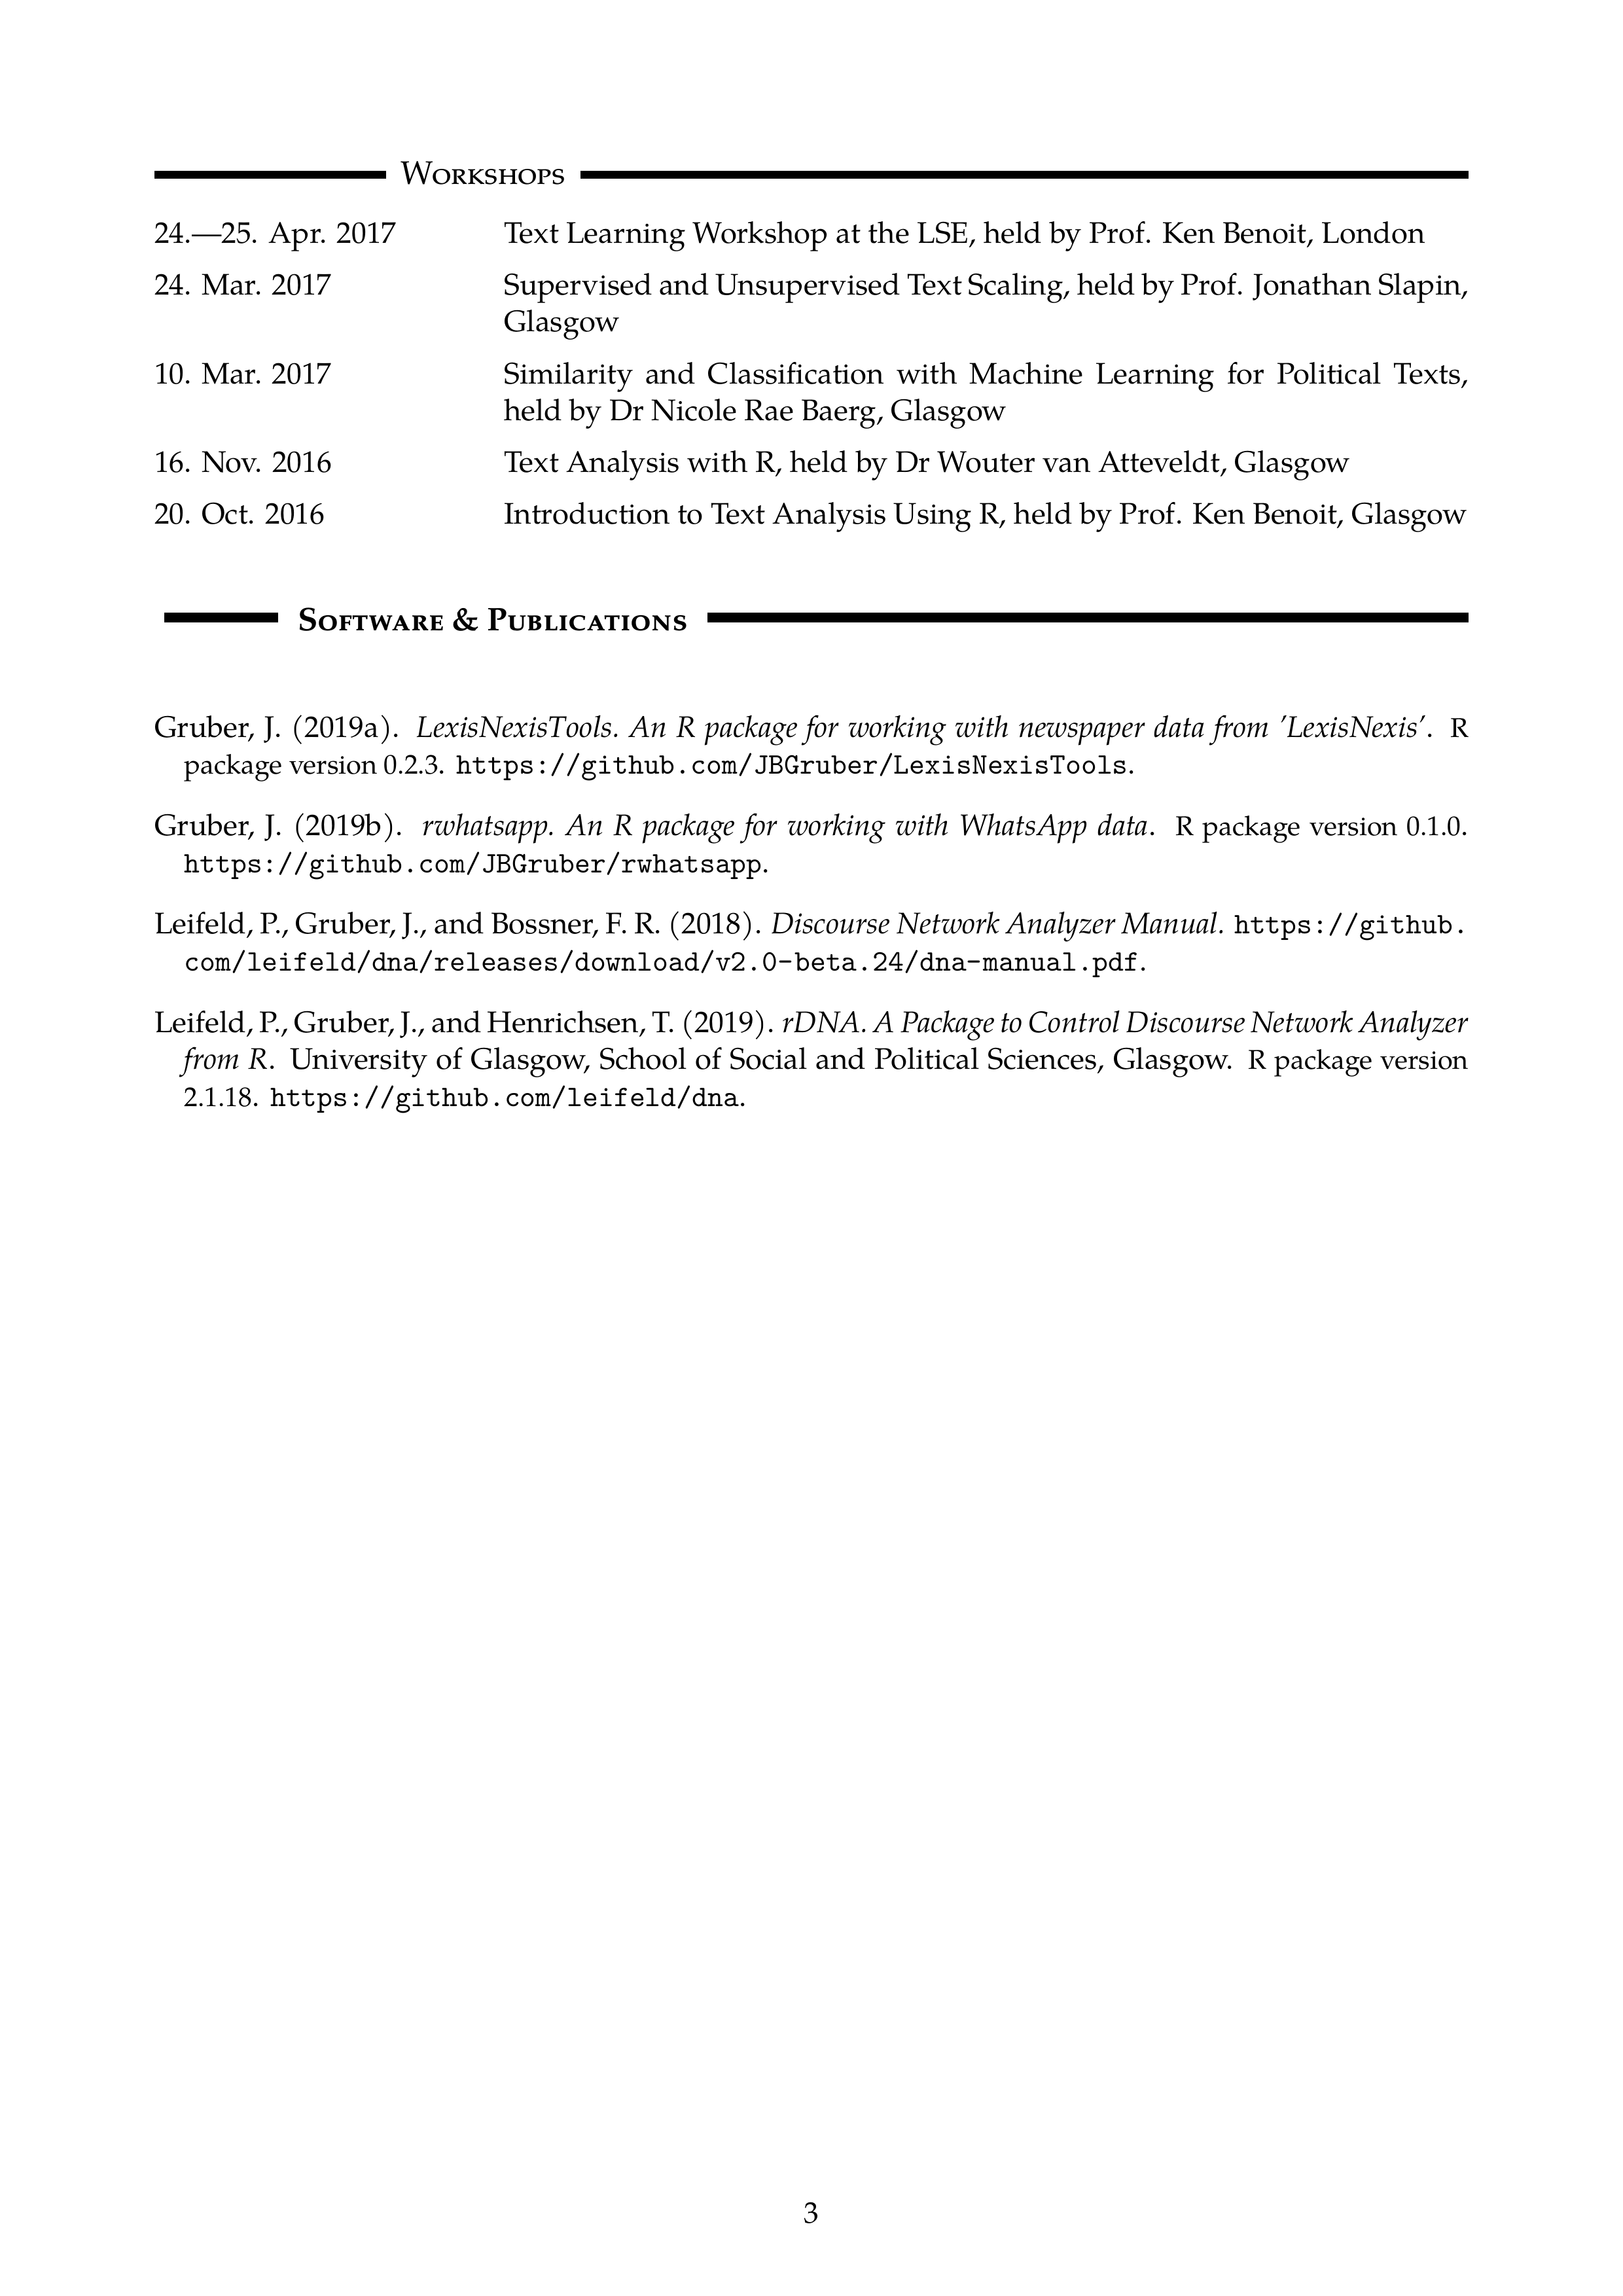 Workshops
24.—25. Apr. 2017 Text Learning Workshop at the LSE, held by Prof. Ken Benoit, London
24. Mar. 2017 Supervised and Unsupervised Text Scaling, held by Prof. Jonathan Slapin,
Glasgow
10. Mar. 2017 Similarity and Classification with Machine Learning for Political Texts,
held by Dr Nicole Rae Baerg, Glasgow
16. Nov. 2016 Text Analysis with R, held by Dr Wouter van Atteveldt, Glasgow
20. Oct. 2016 Introduction to Text Analysis Using R, held by Prof. Ken Benoit, Glasgow
Software & Publications
Gruber, J. (2019a). LexisNexisTools. An R package for working with newspaper data from 'LexisNexis'. R
package version 0.2.3. https://github.com/JBGruber/LexisNexisTools.
Gruber, J. (2019b). rwhatsapp. An R package for working with WhatsApp data. R package version 0.1.0.
https://github.com/JBGruber/rwhatsapp.
Leifeld, P., Gruber, J., and Bossner, F. R. (2018). Discourse Network Analyzer Manual. https://github.
com/leifeld/dna/releases/download/v2.0-beta.24/dna-manual.pdf.
Leifeld, P., Gruber, J., and Henrichsen, T. (2019). rDNA. A Package to Control Discourse Network Analyzer
from R. University of Glasgow, School of Social and Political Sciences, Glasgow. R package version
2.1.18. https://github.com/leifeld/dna.
3